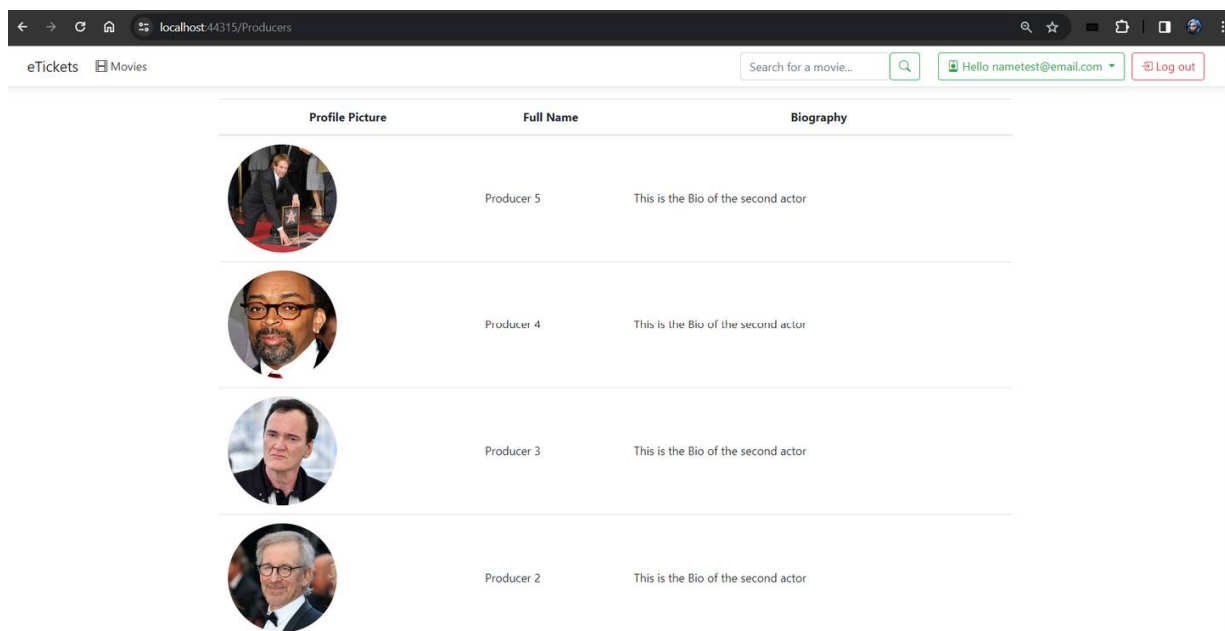 localhost:44315/Producers
eTickets Movies Search for a movie... Hello nametest@email.com Log out
Profile Picture Full Name Biography
Producer 5 This is the Bio of the second actor
Producer 4 This is the Bio of the second actor
Producer 3 This is the Bio of the second actor
Producer 2 This is the Bio of the second actor